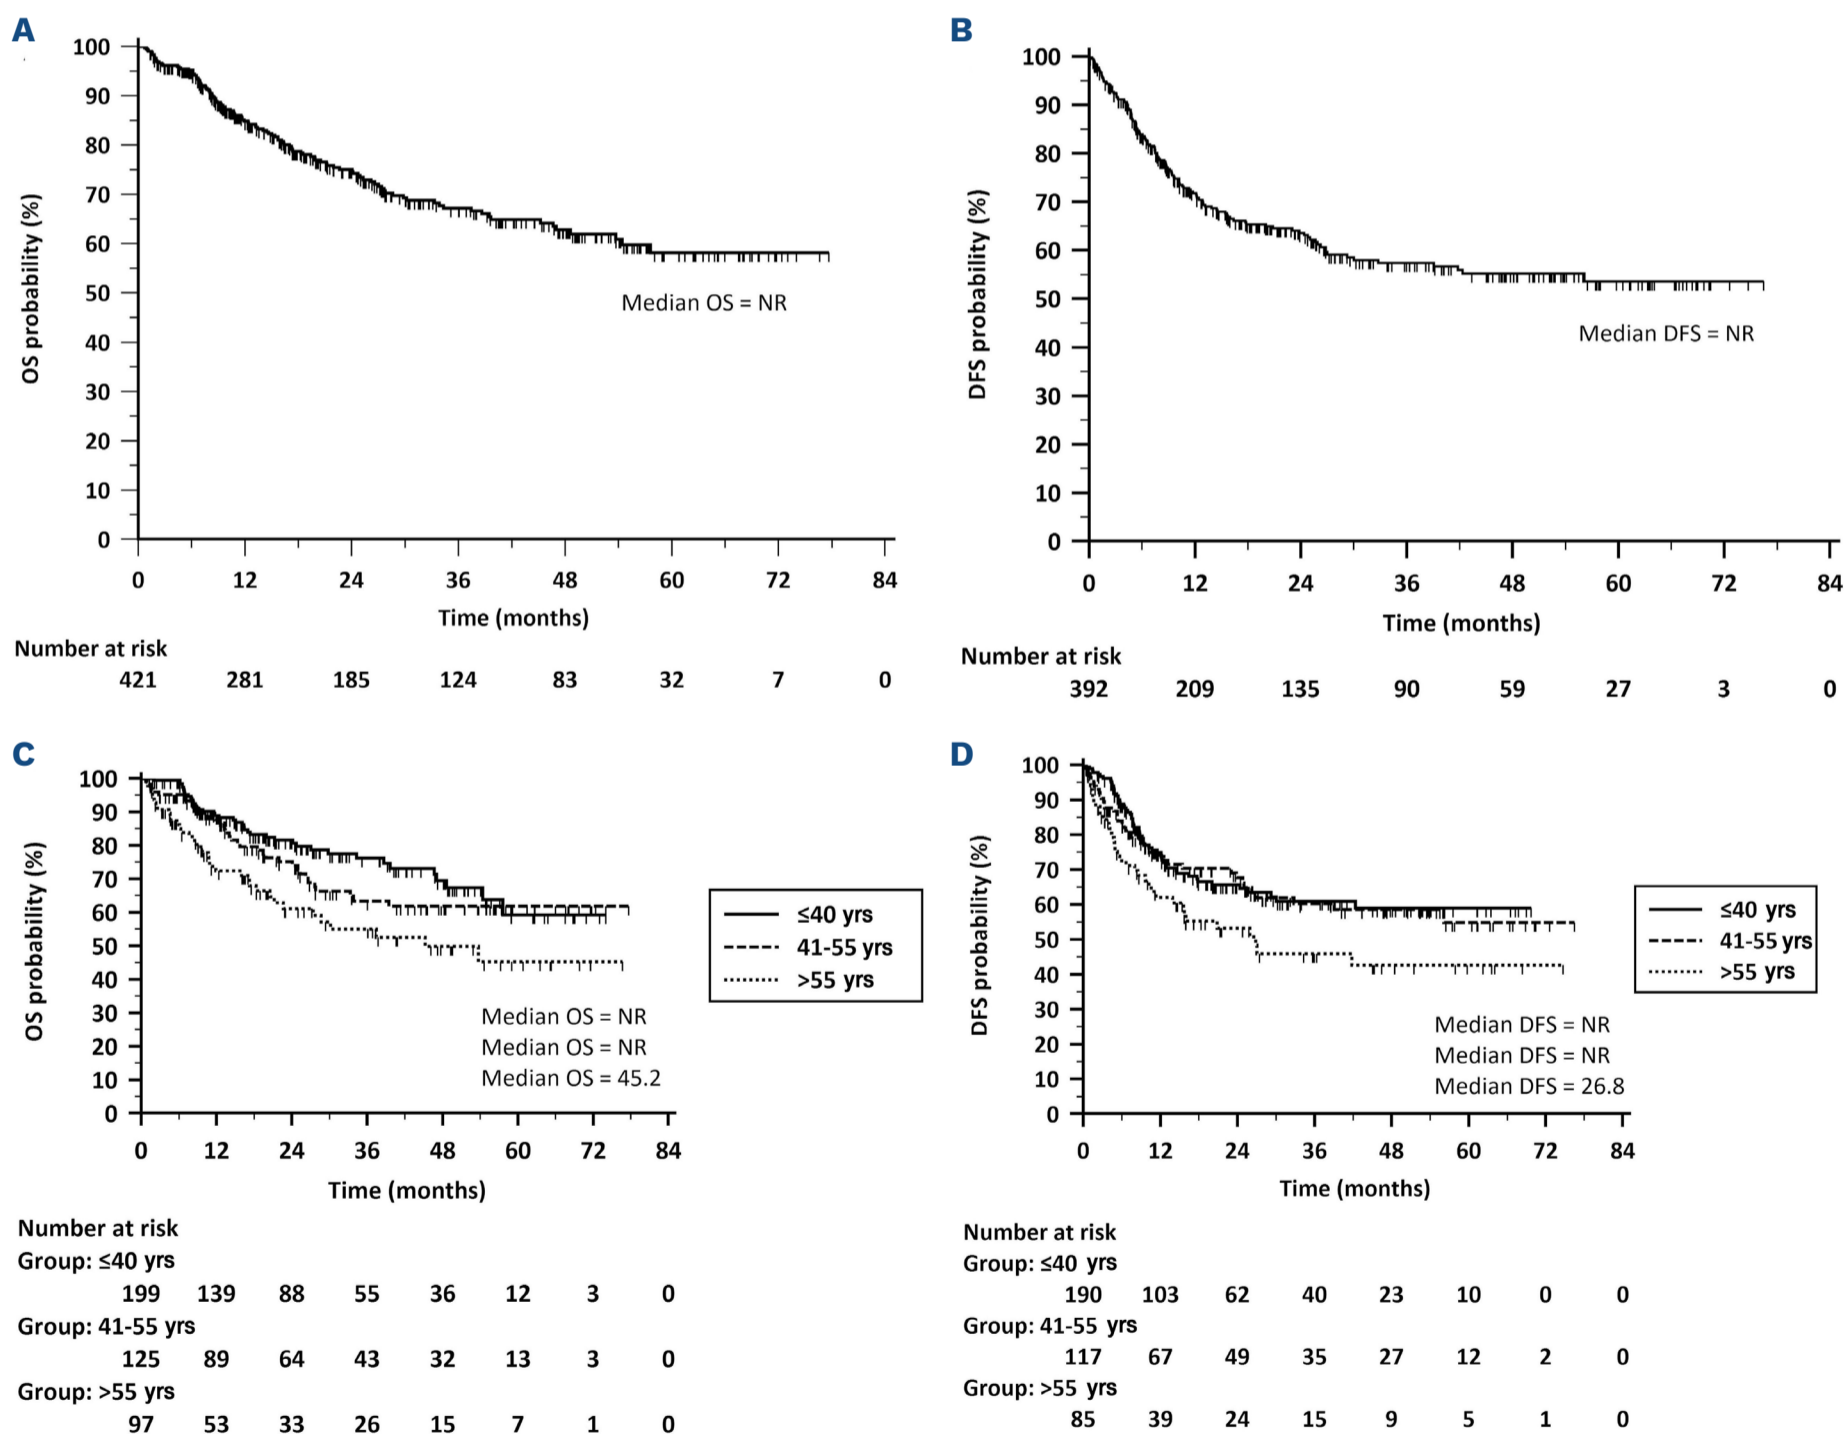 A
100
90
80
70
60
50
40
30
20
10
0
OS probability (%)
Median OS = NR
0 12 24 36 48 60 72 84
Time (months)
Number at risk
421 281 185 124 83 32 7 0
B
100
90
80
70
60
50
40
30
20
10
0
DFS probability (%)
Median DFS = NR
0 12 24 36 48 60 72 84
Time (months)
Number at risk
392 209 135 90 59 27 3 0
C
100
90
80
70
60
50
40
30
20
10
0
OS probability (%)
≤40 yrs
41-55 yrs
>55 yrs
Median OS = NR
Median OS = NR
Median OS = 45.2
0 12 24 36 48 60 72 84
Time (months)
Number at risk
Group: ≤40 yrs
199 139 88 55 36 12 3 0
Group: 41-55 yrs
125 89 64 43 32 13 3 0
Group: >55 yrs
97 53 33 26 15 7 1 0
D
100
90
80
70
60
50
40
30
20
10
0
DFS probability (%)
≤40 yrs
41-55 yrs
>55 yrs
Median DFS = NR
Median DFS = NR
Median DFS = 26.8
0 12 24 36 48 60 72 84
Time (months)
Number at risk
Group: ≤40 yrs
190 103 62 40 23 10 0 0
Group: 41-55 yrs
117 67 49 35 27 12 2 0
Group: >55 yrs
85 39 24 15 9 5 1 0